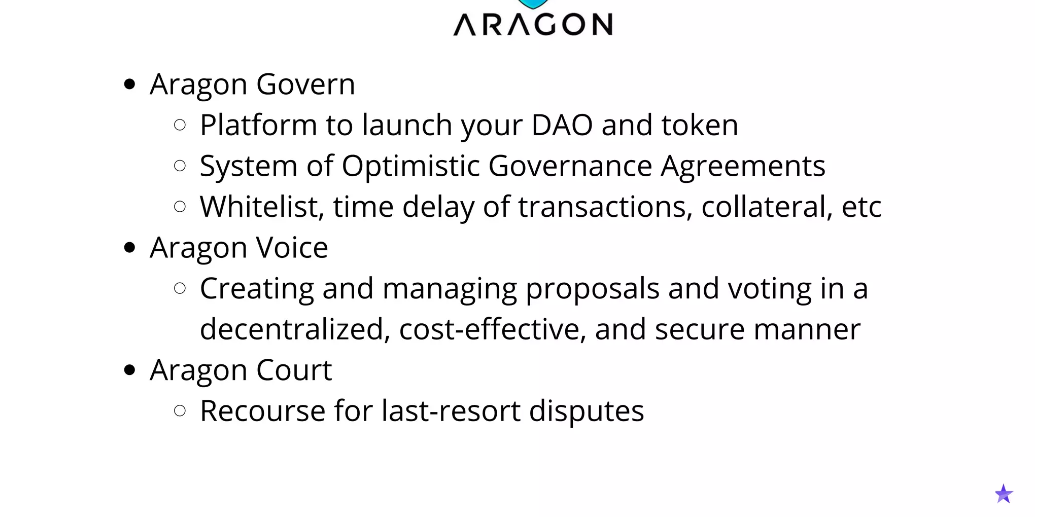 ARAGON
Aragon Govern
Platform to launch your DAO and token
System of Optimistic Governance Agreements
Whitelist, time delay of transactions, collateral, etc
Aragon Voice
Creating and managing proposals and voting in a
decentralized, cost-effective, and secure manner
Aragon Court
Recourse for last-resort disputes